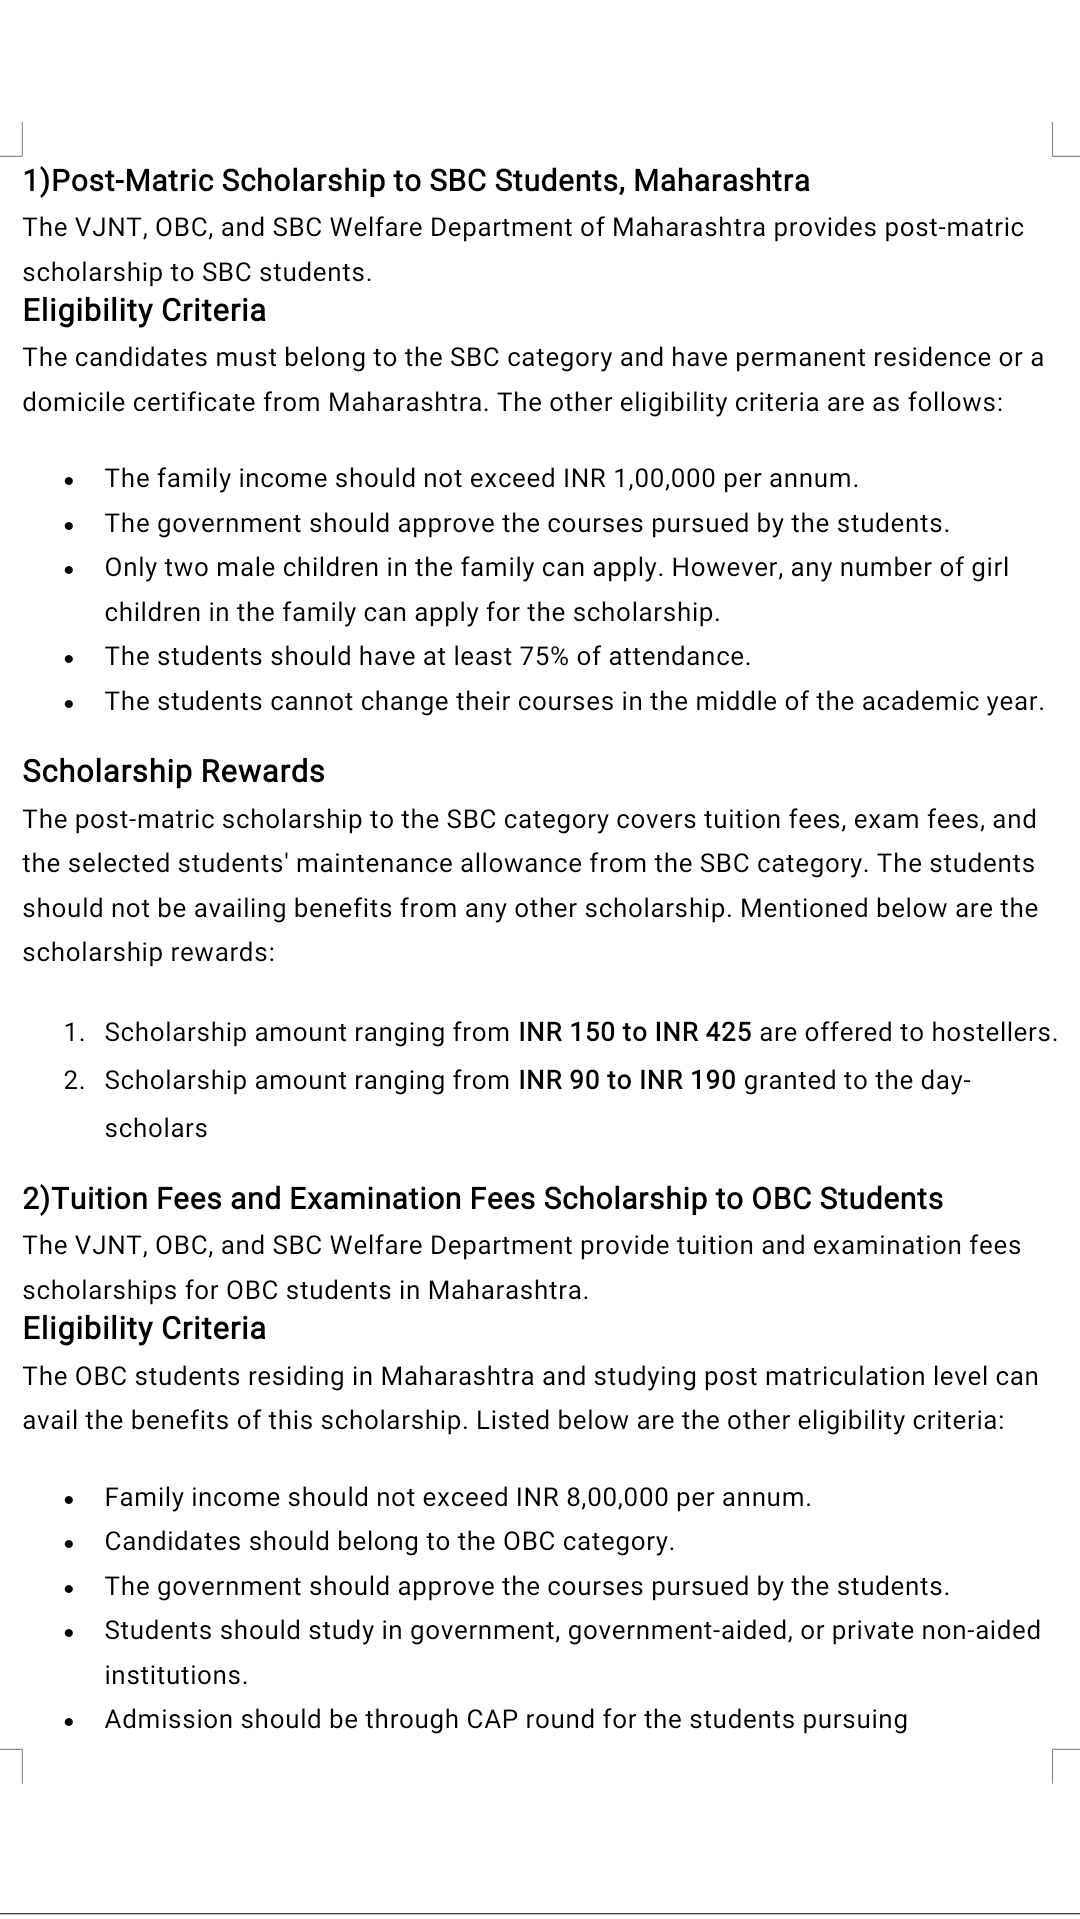 1)Post-Matric Scholarship to SBC Students, Maharashtra
The VJNT, OBC, and SBC Welfare Department of Maharashtra provides post-matric
scholarship to SBC students.
Eligibility Criteria
The candidates must belong to the SBC category and have permanent residence or a
domicile certificate from Maharashtra. The other eligibility criteria are as follows:
• The family income should not exceed INR 1,00,000 per annum.
• The government should approve the courses pursued by the students.
• Only two male children in the family can apply. However, any number of girl
children in the family can apply for the scholarship.
• The students should have at least 75% of attendance.
• The students cannot change their courses in the middle of the academic year.
Scholarship Rewards
The post-matric scholarship to the SBC category covers tuition fees, exam fees, and
the selected students' maintenance allowance from the SBC category. The students
should not be availing benefits from any other scholarship. Mentioned below are the
scholarship rewards:
1. Scholarship amount ranging from INR 150 to INR 425 are offered to hostellers.
2. Scholarship amount ranging from INR 90 to INR 190 granted to the day-
scholars
2)Tuition Fees and Examination Fees Scholarship to OBC Students
The VJNT, OBC, and SBC Welfare Department provide tuition and examination fees
scholarships for OBC students in Maharashtra.
Eligibility Criteria
The OBC students residing in Maharashtra and studying post matriculation level can
avail the benefits of this scholarship. Listed below are the other eligibility criteria:
• Family income should not exceed INR 8,00,000 per annum.
• Candidates should belong to the OBC category.
• The government should approve the courses pursued by the students.
• Students should study in government, government-aided, or private non-aided
institutions.
• Admission should be through CAP round for the students pursuing